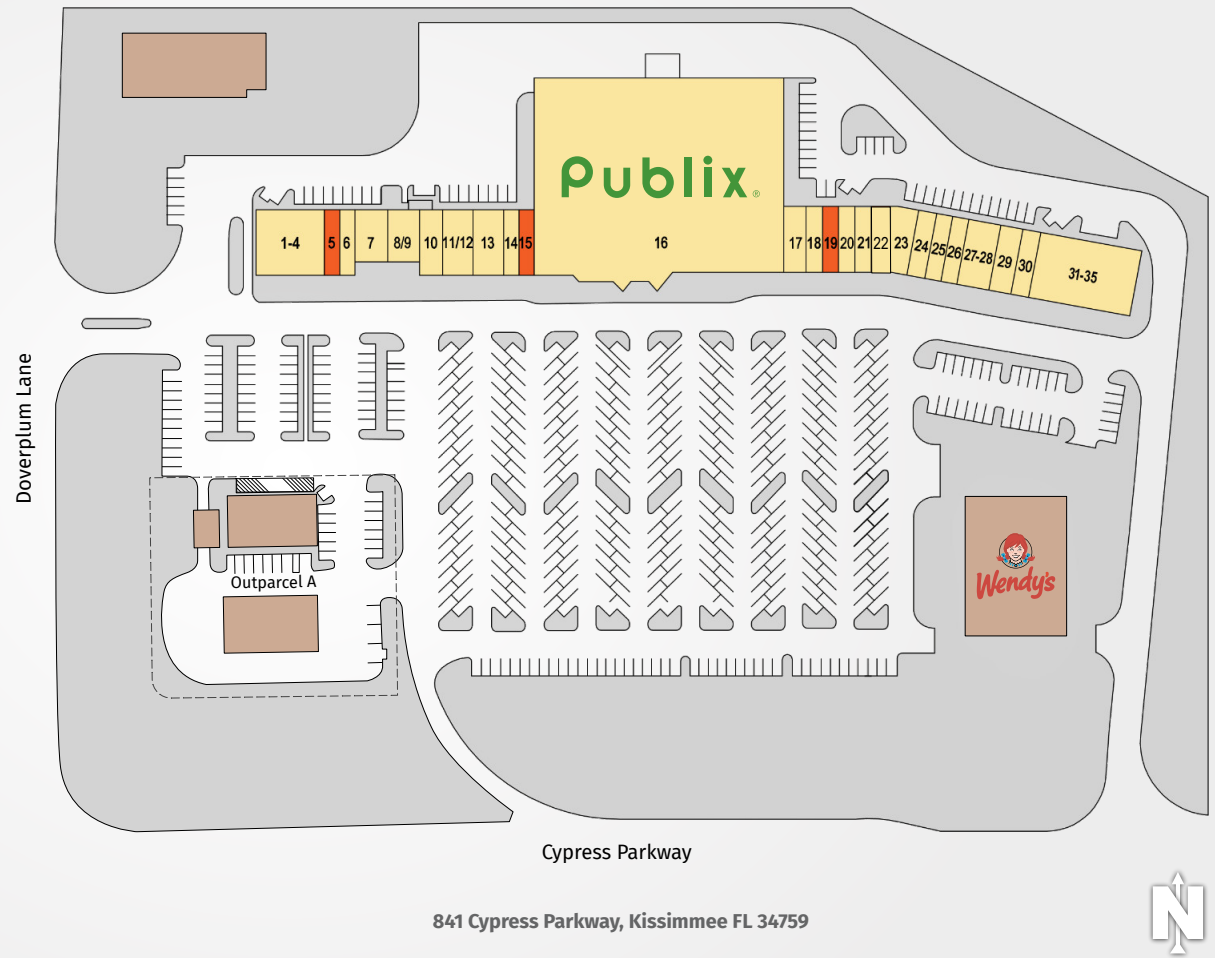 Publix®
1-4 5 6 7 8/9 10 11/12 13 14 15 16 17 18 19 20 21 22 23 24 25 26 27-28 29 30 31-35
Doverplum Lane
Outparcel A
Wendy's
Cypress Parkway
841 Cypress Parkway, Kissimmee FL 34759
N